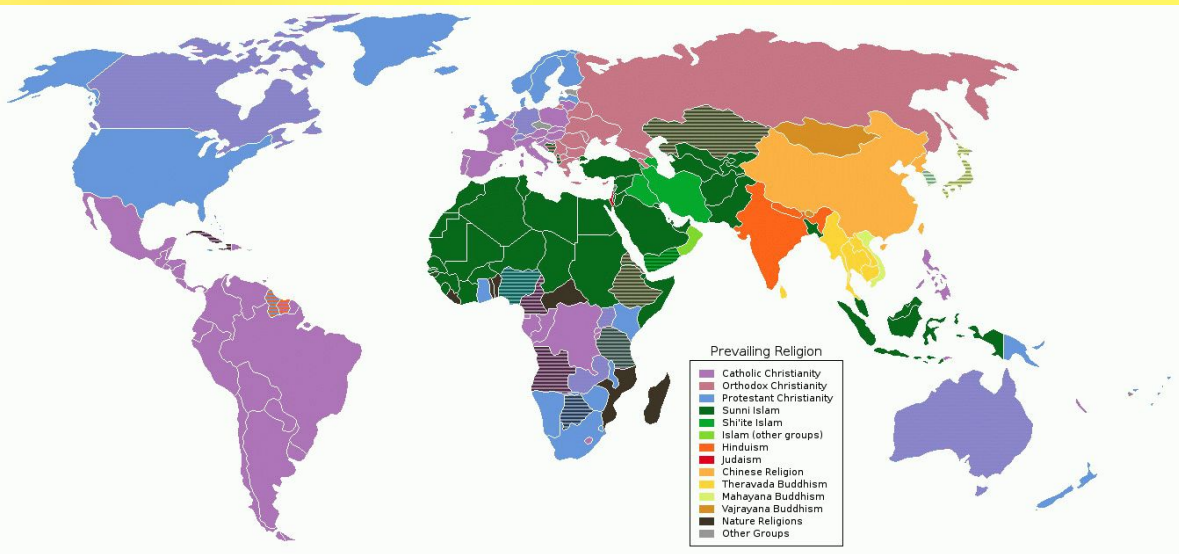 Prevailing Religion
Catholic Christianity
Orthodox Christianity
Protestant Christianity
Sunni Islam
Shi'ite Islam
Islam (other groups)
Hinduism
Judaism
Chinese Religion
Theravada Buddhism
Mahayana Buddhism
Vajrayana Buddhism
Nature Religions
Other Groups